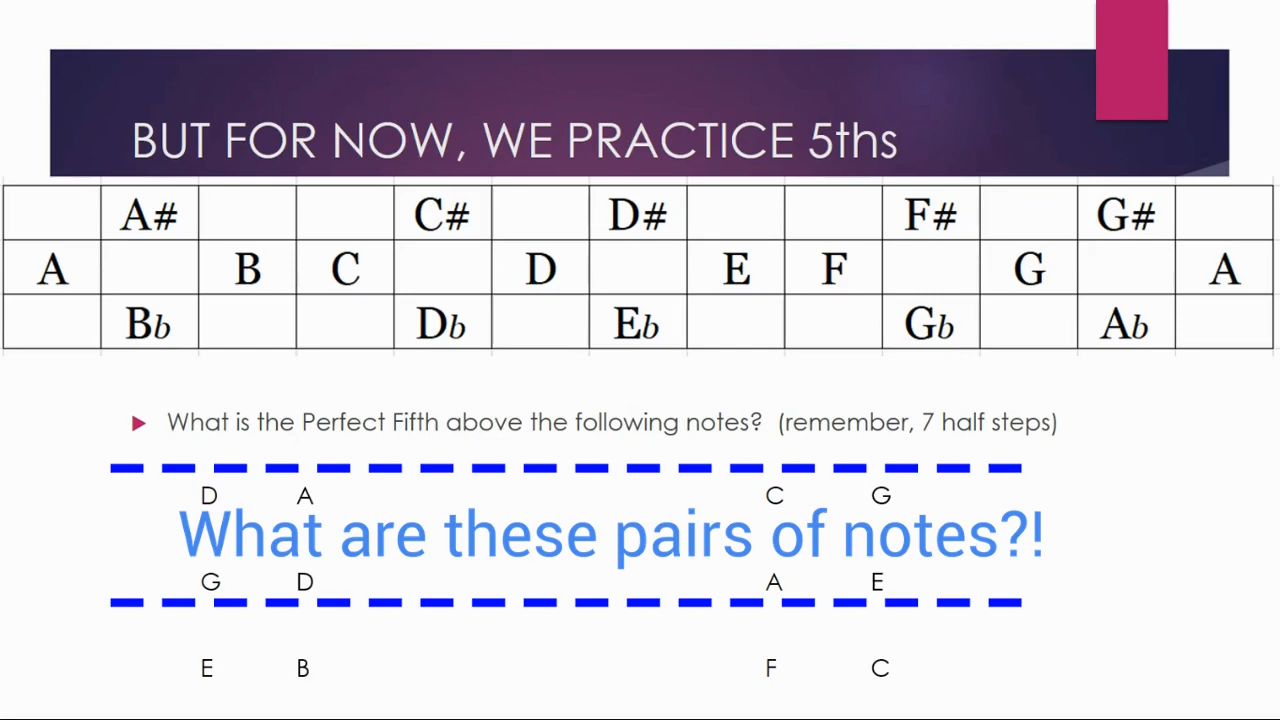 BUT FOR NOW, WE PRACTICE 5ths
A# C# D# F# G#
A B C D E F G A
Bb Db Eb Gb Ab
What is the Perfect Fifth above the following notes? (remember, 7 half steps)
D A C G
What are these pairs of notes?!
G D A E
E B F C